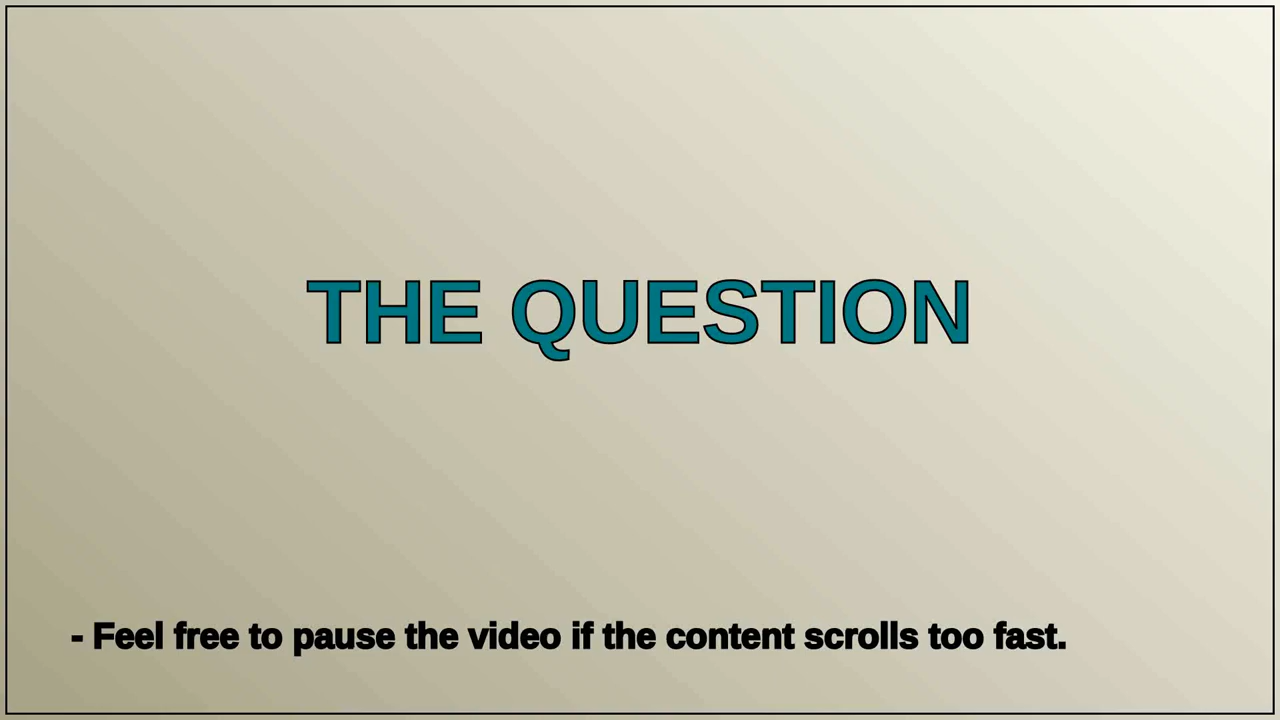 THE QUESTION
- Feel free to pause the video if the content scrolls too fast.